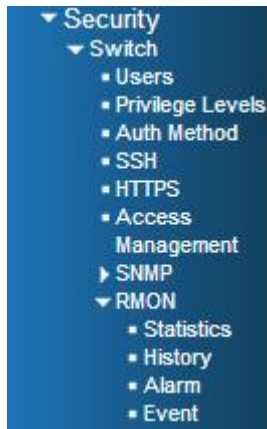 Security
Switch
Users
Privilege Levels
Auth Method
SSH
HTTPS
Access
Management
SNMP
RMON
Statistics
History
Alarm
Event